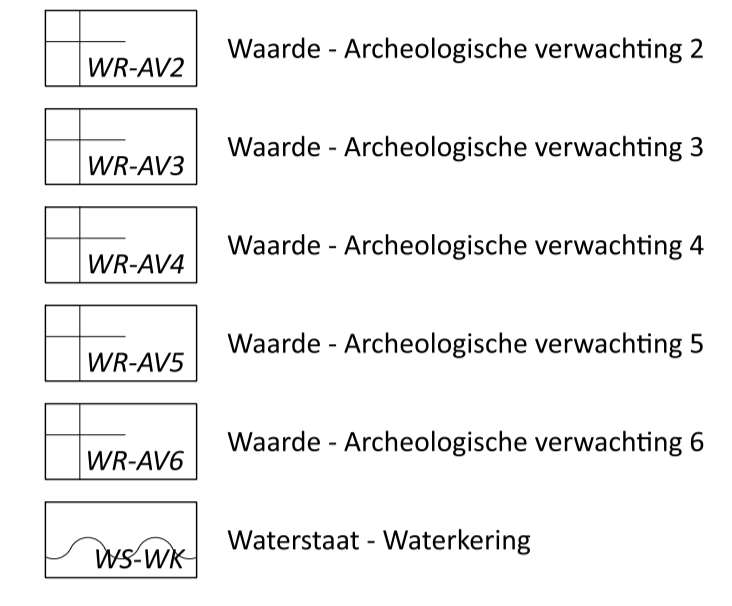 WR-AV2 Waarde - Archeologische verwachting 2
WR-AV3 Waarde - Archeologische verwachting 3
WR-AV4 Waarde - Archeologische verwachting 4
WR-AV5 Waarde - Archeologische verwachting 5
WR-AV6 Waarde - Archeologische verwachting 6
WS-WK Waterstaat - Waterkering